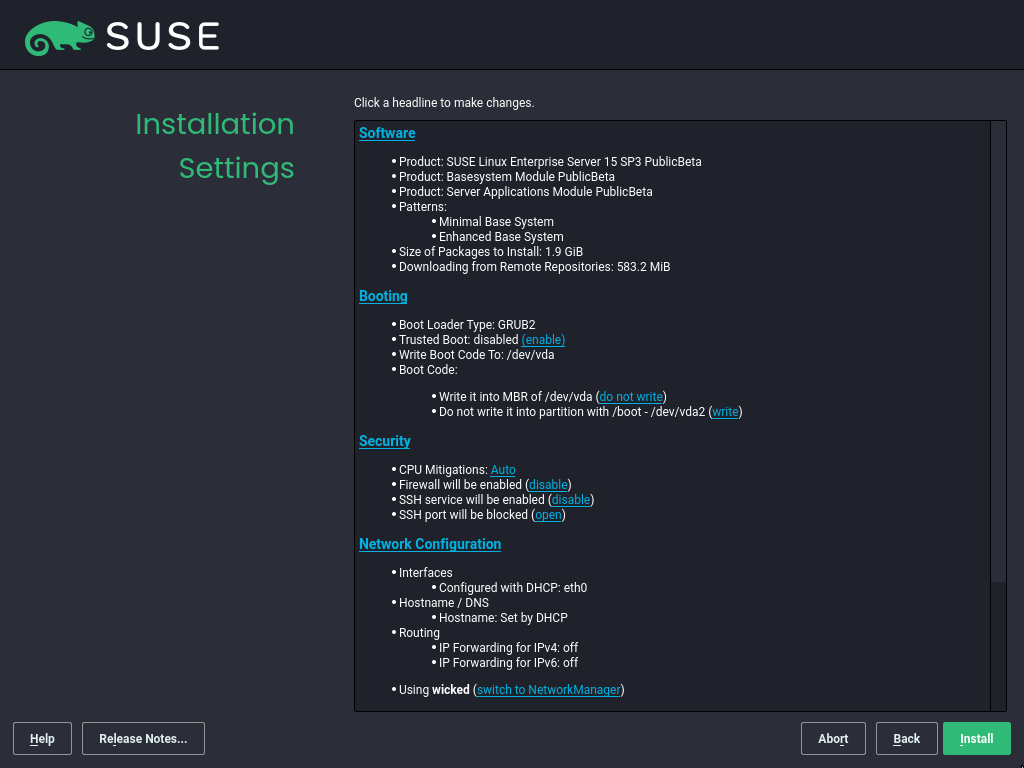 SUSE
Installation
Settings
Click a headline to make changes.
Software
• Product: SUSE Linux Enterprise Server 15 SP3 PublicBeta
• Product: Basesystem Module PublicBeta
• Product: Server Applications Module PublicBeta
• Patterns:
• Minimal Base System
• Enhanced Base System
• Size of Packages to Install: 1.9 GiB
• Downloading from Remote Repositories: 583.2 MiB
Booting
• Boot Loader Type: GRUB2
• Trusted Boot: disabled (enable)
• Write Boot Code To: /dev/vda
• Boot Code:
• Write it into MBR of /dev/vda (do not write)
• Do not write it into partition with /boot - /dev/vda2 (write)
Security
• CPU Mitigations: Auto
• Firewall will be enabled (disable)
• SSH service will be enabled (disable)
• SSH port will be blocked (open)
Network Configuration
• Interfaces
• Configured with DHCP: eth0
• Hostname / DNS
• Hostname: Set by DHCP
• Routing
• IP Forwarding for IPv4: off
• IP Forwarding for IPv6: off
• Using wicked (switch to NetworkManager)
Help
Release Notes...
Abort
Back
Install